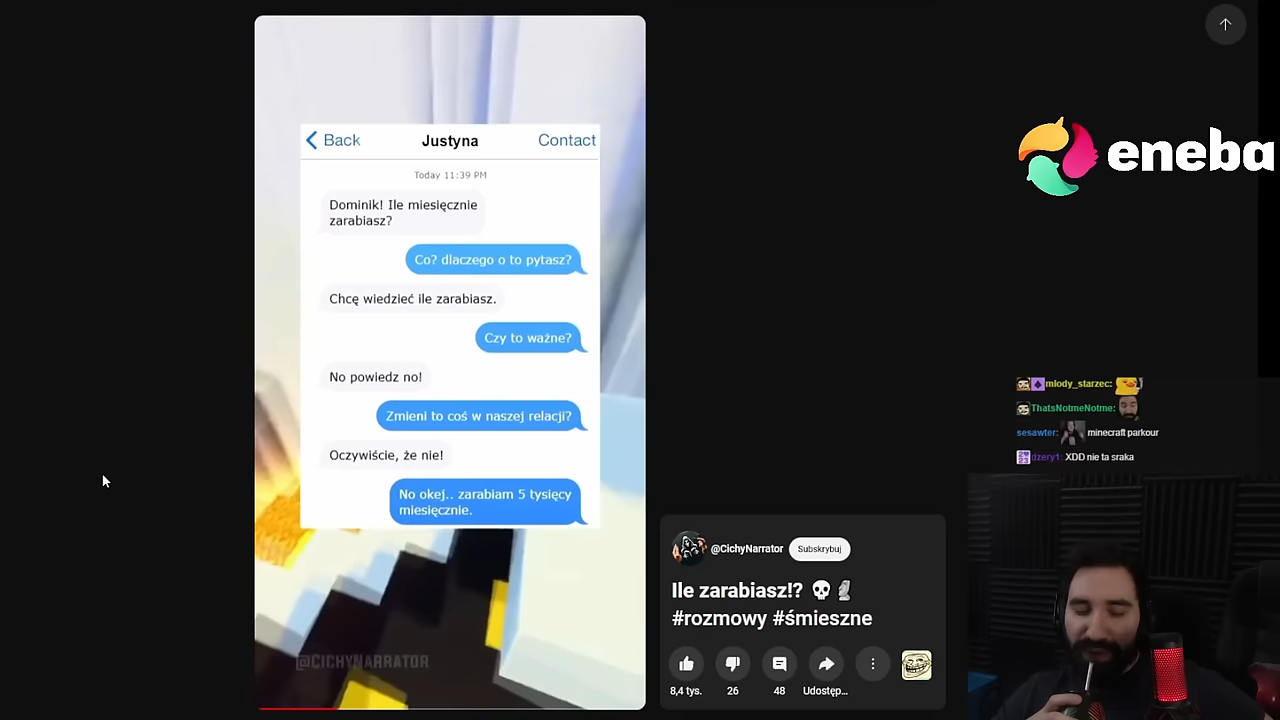 Back
Justyna
Contact
Today 11:39 PM
Dominik! Ile miesięcznie
zarabiasz?
Co? dlaczego o to pytasz?
Chcę wiedzieć ile zarabiasz.
Czy to ważne?
No powiedz no!
Zmieni to coś w naszej relacji?
Oczywiście, że nie!
No okej.. zarabiam 5 tysięcy
miesięcznie.
@CICHYNARRATOR
@CichyNarrator
Subskrybuj
Ile zarabiasz!?
#rozmowy #śmieszne
8,4 tys.
26
48
Udostęp...
eneba
mlody_starzec:
ThatsNotmeNotme:
sesawter: minecraft parkour
dzery1: XDD nie ta sraka